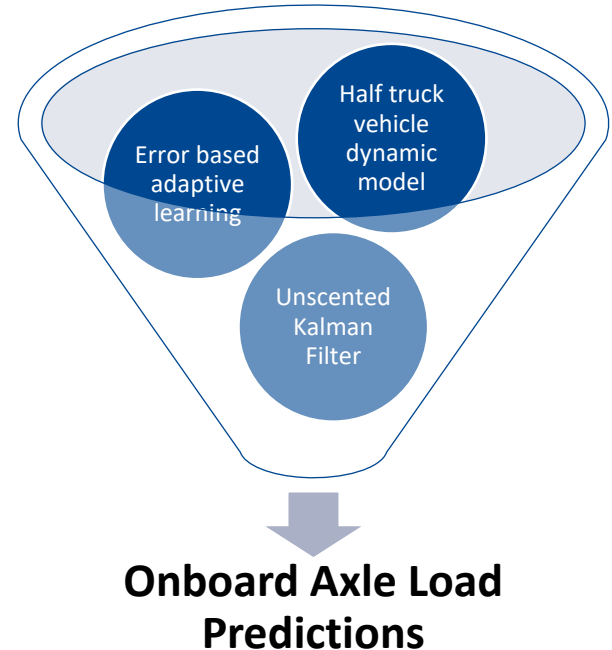 Half truck
vehicle
dynamic
model
Error based
adaptive
learning
Unscented
Kalman
Filter
Onboard Axle Load
Predictions